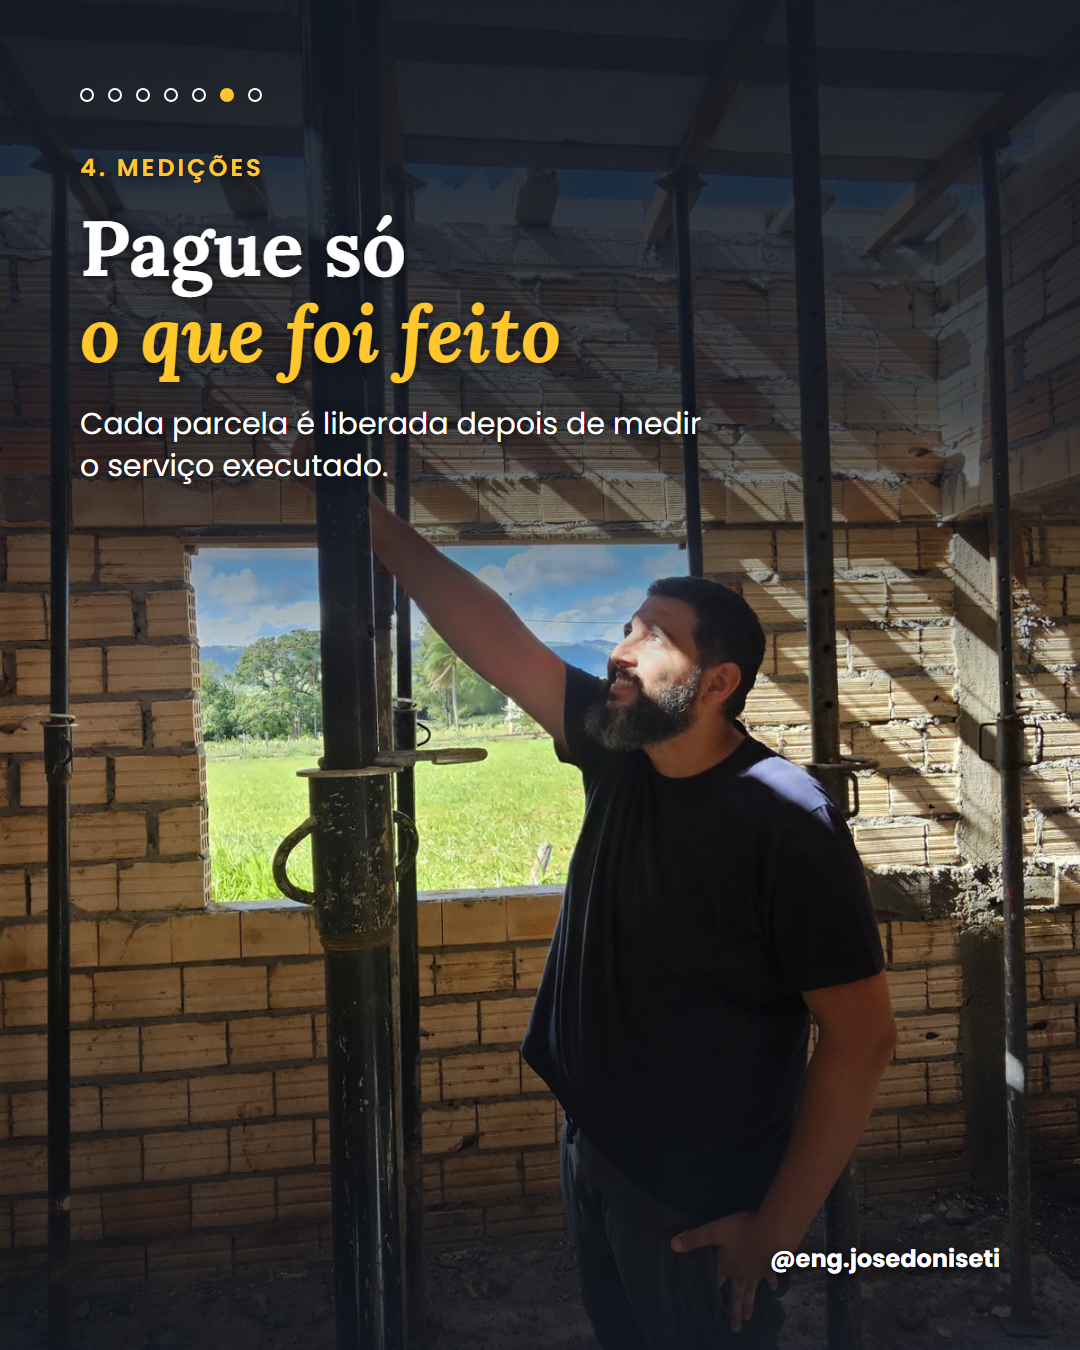 4. MEDIÇÕES
Pague só
o que foi feito
Cada parcela é liberada depois de medir
o serviço executado.
@eng.josedoniseti